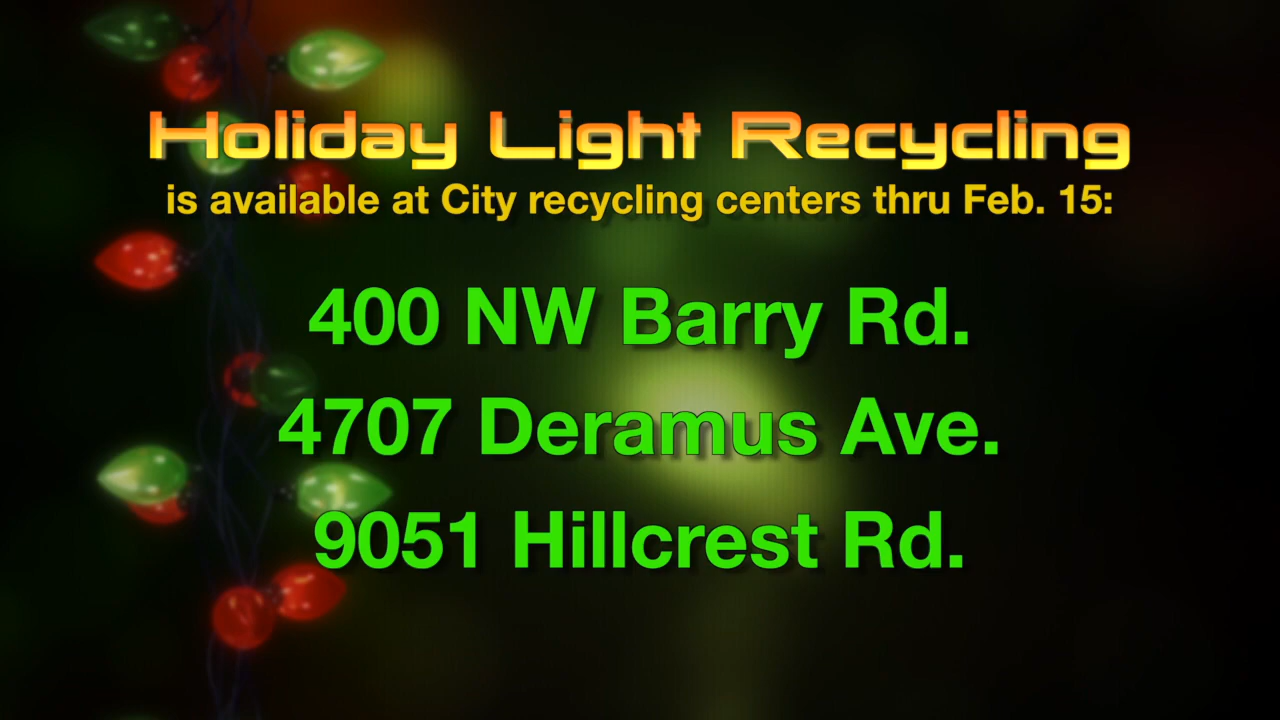 Holiday Light Recycling
is available at City recycling centers thru Feb. 15:
400 NW Barry Rd.
4707 Deramus Ave.
9051 Hillcrest Rd.